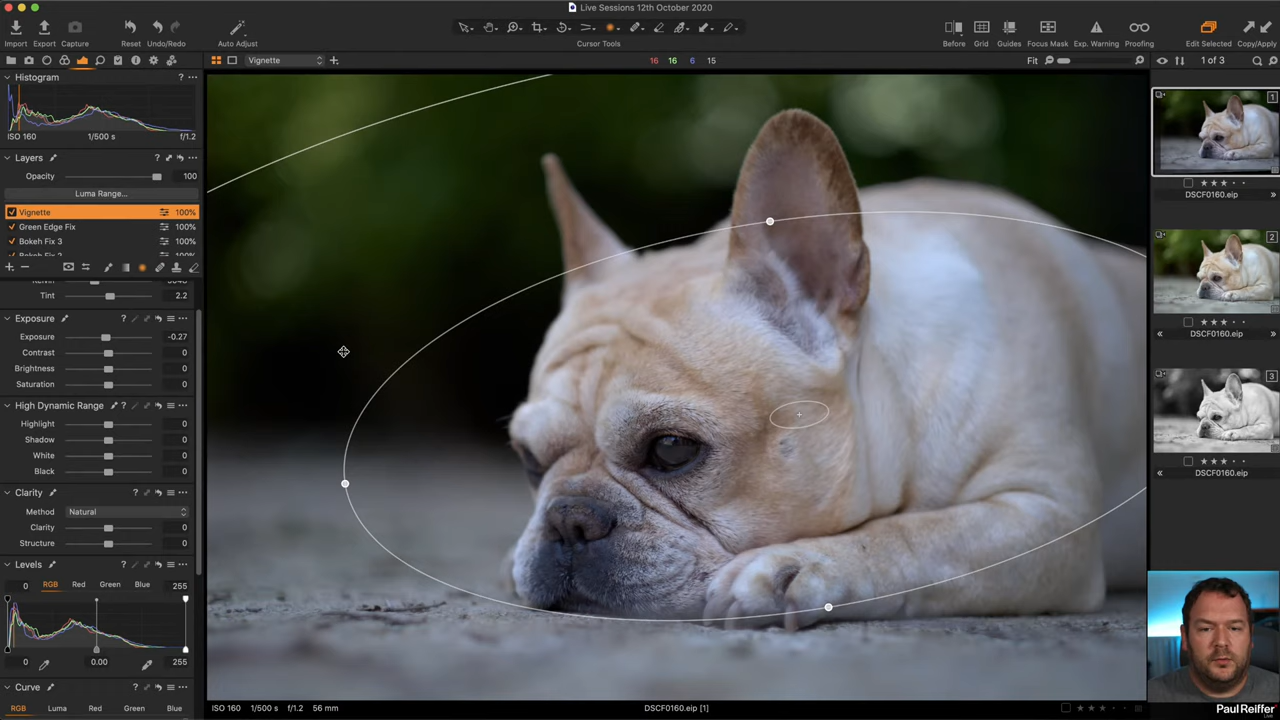 Live Sessions 12th October 2020
Import Export Capture Reset Undo/Redo Auto Adjust Cursor Tools Before Grid Guides Focus Mask Exp. Warning Proofing Edit Selected Copy/Apply
Vignette 16 16 6 15 Fit 1 of 3
Histogram ?
ISO 160 1/500 s f/1.2
Layers ?
Opacity 100
Luma Range...
Vignette 100%
Green Edge Fix 100%
Bokeh Fix 3 100%
Tint 2.2
Exposure ?
Exposure -0.27
Contrast 0
Brightness 0
Saturation 0
High Dynamic Range ?
Highlight 0
Shadow 0
White 0
Black 0
Clarity ?
Method Natural
Clarity 0
Structure 0
Levels ?
0 RGB Red Green Blue 255
0 0.00 255
Curve ?
RGB Luma Red Green Blue
ISO 160 1/500 s f/1.2 56 mm DSCF0160.eip [1]
1
DSCF0160.eip
2
DSCF0160.eip
3
DSCF0160.eip
Paul Reiffer
Live